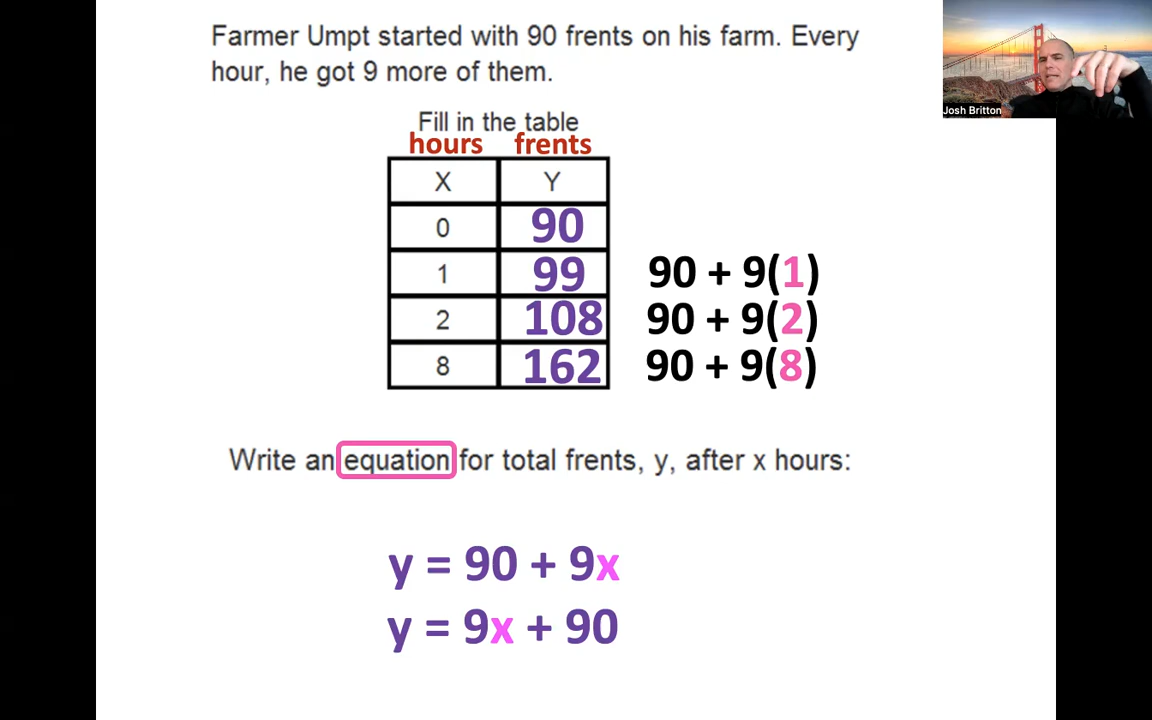 Farmer Umpt started with 90 frents on his farm. Every
hour, he got 9 more of them.
Josh Britton
Fill in the table
hours frents
X Y
0 90
1 99 90 + 9(1)
2 108 90 + 9(2)
8 162 90 + 9(8)
Write an equation for total frents, y, after x hours:
y = 90 + 9x
y = 9x + 90